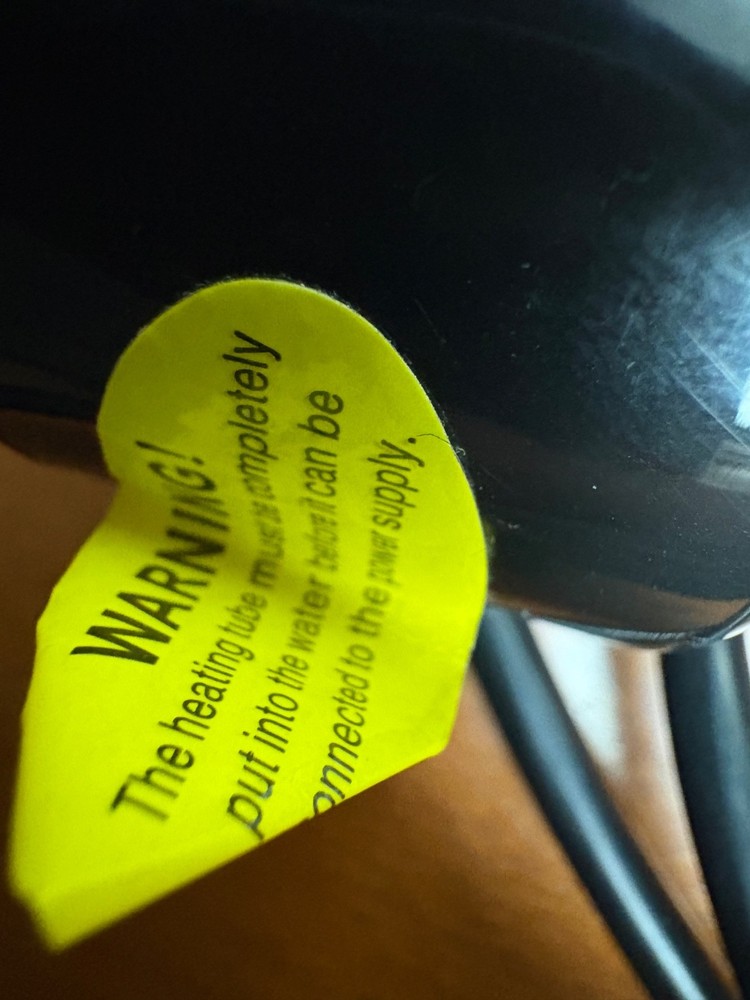 WARNING!
The heating tube must be completely
put into the water before it can be
onnected to the power supply.